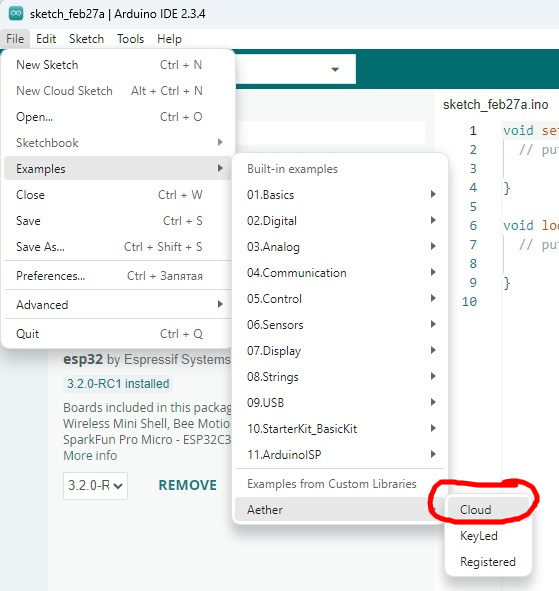 sketch_feb27a | Arduino IDE 2.3.4
File Edit Sketch Tools Help
New Sketch Ctrl + N
New Cloud Sketch Alt + Ctrl + N
Open... Ctrl + O
Sketchbook
Examples
Close Ctrl + W
Save Ctrl + S
Save As... Ctrl + Shift + S
Preferences... Ctrl + Запятая
Advanced
Quit Ctrl + Q
Built-in examples
01.Basics
02.Digital
03.Analog
04.Communication
05.Control
06.Sensors
07.Display
08.Strings
09.USB
10.StarterKit_BasicKit
11.ArduinoISP
Examples from Custom Libraries
Aether
Cloud
KeyLed
Registered
esp32 by Espressif Systems
3.2.0-RC1 installed
Boards included in this packag
Wireless Mini Shell, Bee Motion
SparkFun Pro Micro - ESP32C3
More info
3.2.0-R REMOVE
sketch_feb27a.ino
1 void se
2 // pu
3
4 }
5
6 void loo
7 // pu
8
9 }
10